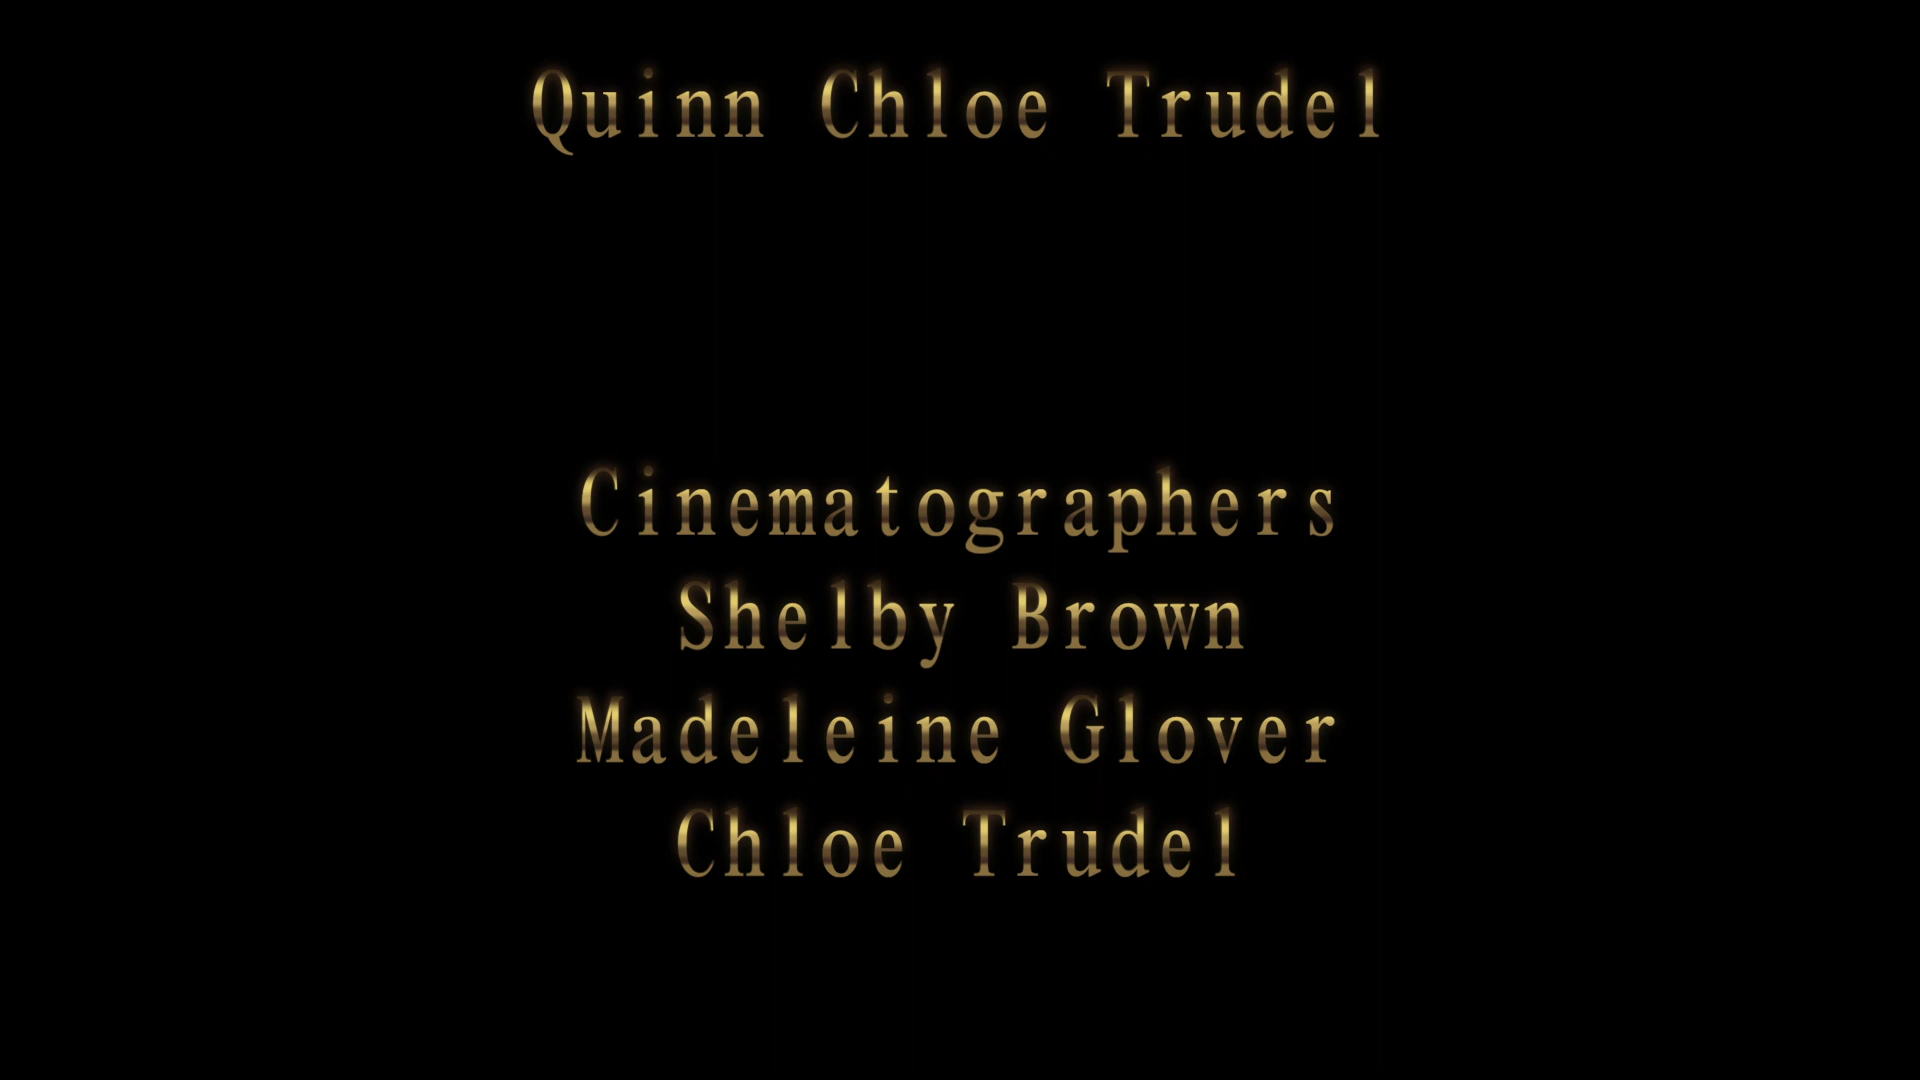 Quinn Chloe Trudel
Cinematographers
Shelby Brown
Madeleine Glover
Chloe Trudel